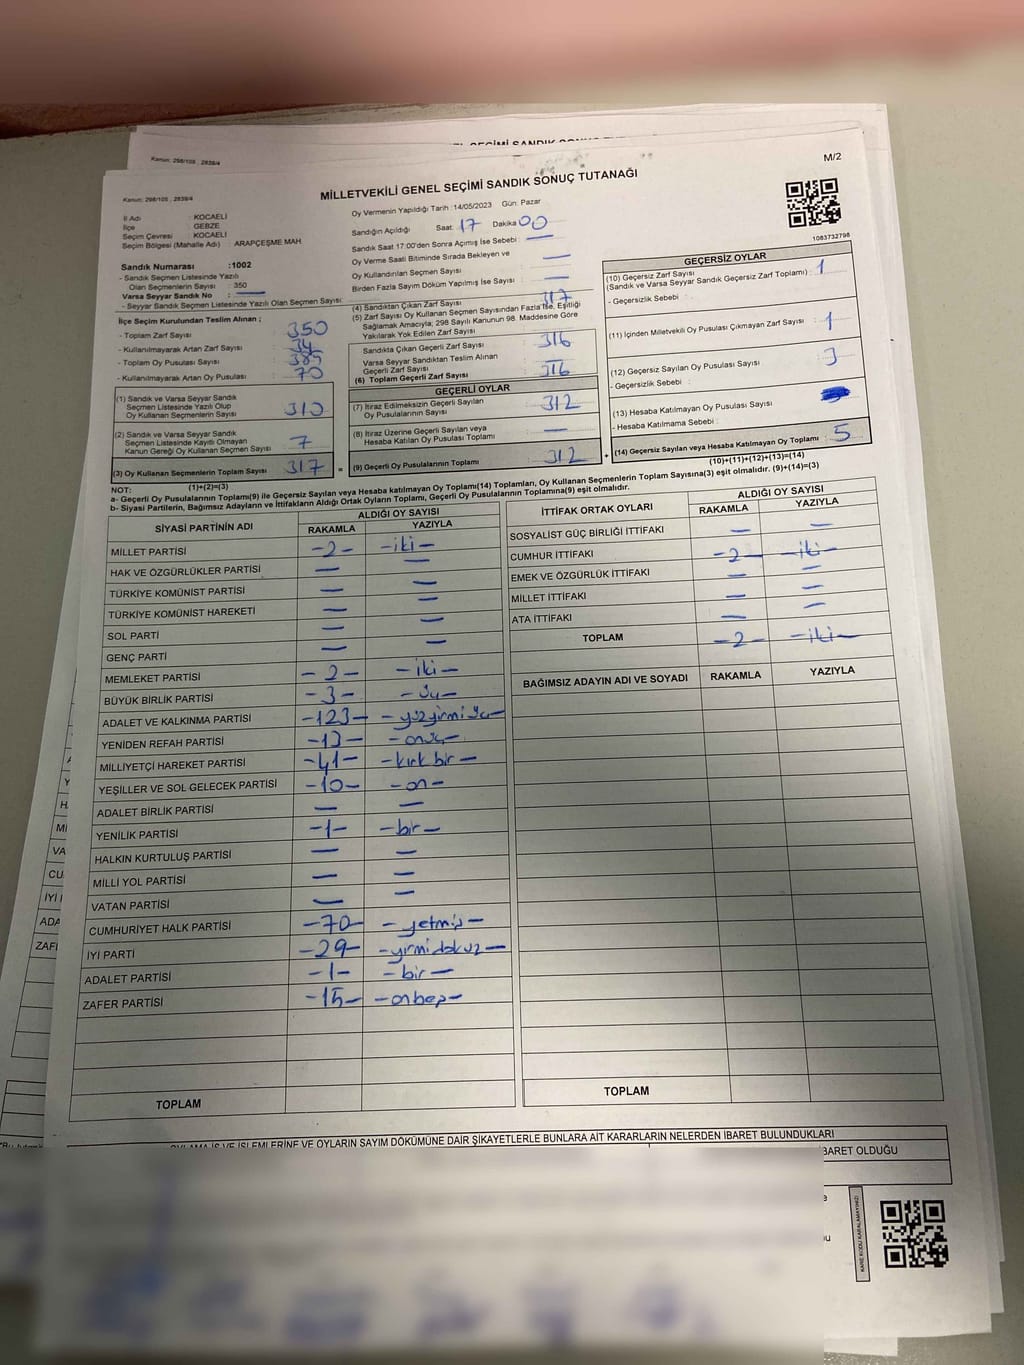 EL SEÇİMİ SANDIK SONUÇ TUTA
Kanun: 298/105 , 2839/4
M/2
Kanun: 298/105 , 2839/4
MİLLETVEKİLİ GENEL SEÇİMİ SANDIK SONUÇ TUTANAĞI
İl Adı : KOCAELİ
İlçe : GEBZE
Seçim Çevresi : KOCAELİ
Seçim Bölgesi (Mahalle Adı) : ARAPÇEŞME MAH.
Sandık Numarası : 1002
- Sandık Seçmen Listesinde Yazılı
Olan Seçmenlerin Sayısı : 350
Varsa Seyyar Sandık No : —
- Seyyar Sandık Seçmen Listesinde Yazılı Olan Seçmen Sayısı :
Oy Vermenin Yapıldığı Tarih : 14/05/2023 Gün: Pazar
Sandığın Açıldığı Saat: 17 Dakika 00
Sandık Saat 17:00'den Sonra Açılmış İse Sebebi : —
Oy Verme Saati Bitiminde Sırada Bekleyen ve
Oy Kullandırılan Seçmen Sayısı : —
Birden Fazla Sayım Döküm Yapılmış İse Sayısı : —
1083732798
İlçe Seçim Kurulundan Teslim Alınan ;
- Toplam Zarf Sayısı : 350
- Kullanılmayarak Artan Zarf Sayısı : 34
- Toplam Oy Pusulası Sayısı : 385
- Kullanılmayarak Artan Oy Pusulası : 70
(1) Sandık ve Varsa Seyyar Sandık
Seçmen Listesinde Yazılı Olup
Oy Kullanan Seçmenlerin Sayısı : 310
(2) Sandık ve Varsa Seyyar Sandık
Seçmen Listesinde Kayıtlı Olmayan
Kanun Gereği Oy Kullanan Seçmen Sayısı : 7
(3) Oy Kullanan Seçmenlerin Toplam Sayısı : 317 =
(1)+(2)=(3)
(4) Sandıktan Çıkan Zarf Sayısı : 317
(5) Zarf Sayısı Oy Kullanan Seçmen Sayısından Fazla İse, Eşitliği
Sağlamak Amacıyla; 298 Sayılı Kanunun 98. Maddesine Göre
Yakılarak Yok Edilen Zarf Sayısı :
Sandıkta Çıkan Geçerli Zarf Sayısı : 316
Varsa Seyyar Sandıktan Teslim Alınan
Geçerli Zarf Sayısı : —
(6) Toplam Geçerli Zarf Sayısı : 316
GEÇERLİ OYLAR
(7) İtiraz Edilmeksizin Geçerli Sayılan
Oy Pusulalarının Sayısı : 312
(8) İtiraz Üzerine Geçerli Sayılan veya
Hesaba Katılan Oy Pusulası Toplamı : —
(9) Geçerli Oy Pusulalarının Toplamı : 312 +
GEÇERSİZ OYLAR
(10) Geçersiz Zarf Sayısı
(Sandık ve Varsa Seyyar Sandık Geçersiz Zarf Toplamı) : 1
- Geçersizlik Sebebi :
(11) İçinden Milletvekili Oy Pusulası Çıkmayan Zarf Sayısı : 1
(12) Geçersiz Sayılan Oy Pusulası Sayısı : 3
- Geçersizlik Sebebi :
(13) Hesaba Katılmayan Oy Pusulası Sayısı :
- Hesaba Katılmama Sebebi :
(14) Geçersiz Sayılan veya Hesaba Katılmayan Oy Toplamı : 5
(10)+(11)+(12)+(13)=(14)
NOT:
a- Geçerli Oy Pusulalarının Toplamı(9) ile Geçersiz Sayılan veya Hesaba katılmayan Oy Toplamı(14) Toplamları, Oy Kullanan Seçmenlerin Toplam Sayısına(3) eşit olmalıdır. (9)+(14)=(3)
b- Siyasi Partilerin, Bağımsız Adayların ve İttifakların Aldığı Ortak Oyların Toplamı, Geçerli Oy Pusulalarının Toplamına(9) eşit olmalıdır.
SİYASİ PARTİNİN ADI ALDIĞI OY SAYISI
RAKAMLA YAZIYLA
MİLLET PARTİSİ -2- -iki-
HAK VE ÖZGÜRLÜKLER PARTİSİ — —
TÜRKİYE KOMÜNİST PARTİSİ — —
TÜRKİYE KOMÜNİST HAREKETİ — —
SOL PARTİ — —
GENÇ PARTİ — —
MEMLEKET PARTİSİ -2- -iki-
BÜYÜK BİRLİK PARTİSİ -3- -üç-
ADALET VE KALKINMA PARTİSİ -123- -yüzyirmi üç-
YENİDEN REFAH PARTİSİ -13- -onüç-
MİLLİYETÇİ HAREKET PARTİSİ -41- -kırk bir-
YEŞİLLER VE SOL GELECEK PARTİSİ -10- -on-
ADALET BİRLİK PARTİSİ — —
YENİLİK PARTİSİ -1- -bir-
HALKIN KURTULUŞ PARTİSİ — —
MİLLİ YOL PARTİSİ — —
VATAN PARTİSİ — —
CUMHURİYET HALK PARTİSİ -70- -yetmiş-
İYİ PARTİ -29- -yirmidokuz-
ADALET PARTİSİ -1- -bir-
ZAFER PARTİSİ -15- -onbeş-
TOPLAM
İTTİFAK ORTAK OYLARI ALDIĞI OY SAYISI
RAKAMLA YAZIYLA
SOSYALİST GÜÇ BİRLİĞİ İTTİFAKI — —
CUMHUR İTTİFAKI -2- -iki-
EMEK VE ÖZGÜRLÜK İTTİFAKI — —
MİLLET İTTİFAKI — —
ATA İTTİFAKI — —
TOPLAM -2- -iki-
BAĞIMSIZ ADAYIN ADI VE SOYADI RAKAMLA YAZIYLA
TOPLAM
OYLAMA İŞ VE İŞLEMLERİNE VE OYLARIN SAYIM DÖKÜMÜNE DAİR ŞİKAYETLERLE BUNLARA AİT KARARLARIN NELERDEN İBARET BULUNDUKLARI
BARET OLDUĞU
KARE KODU KARALAMAYINIZ!